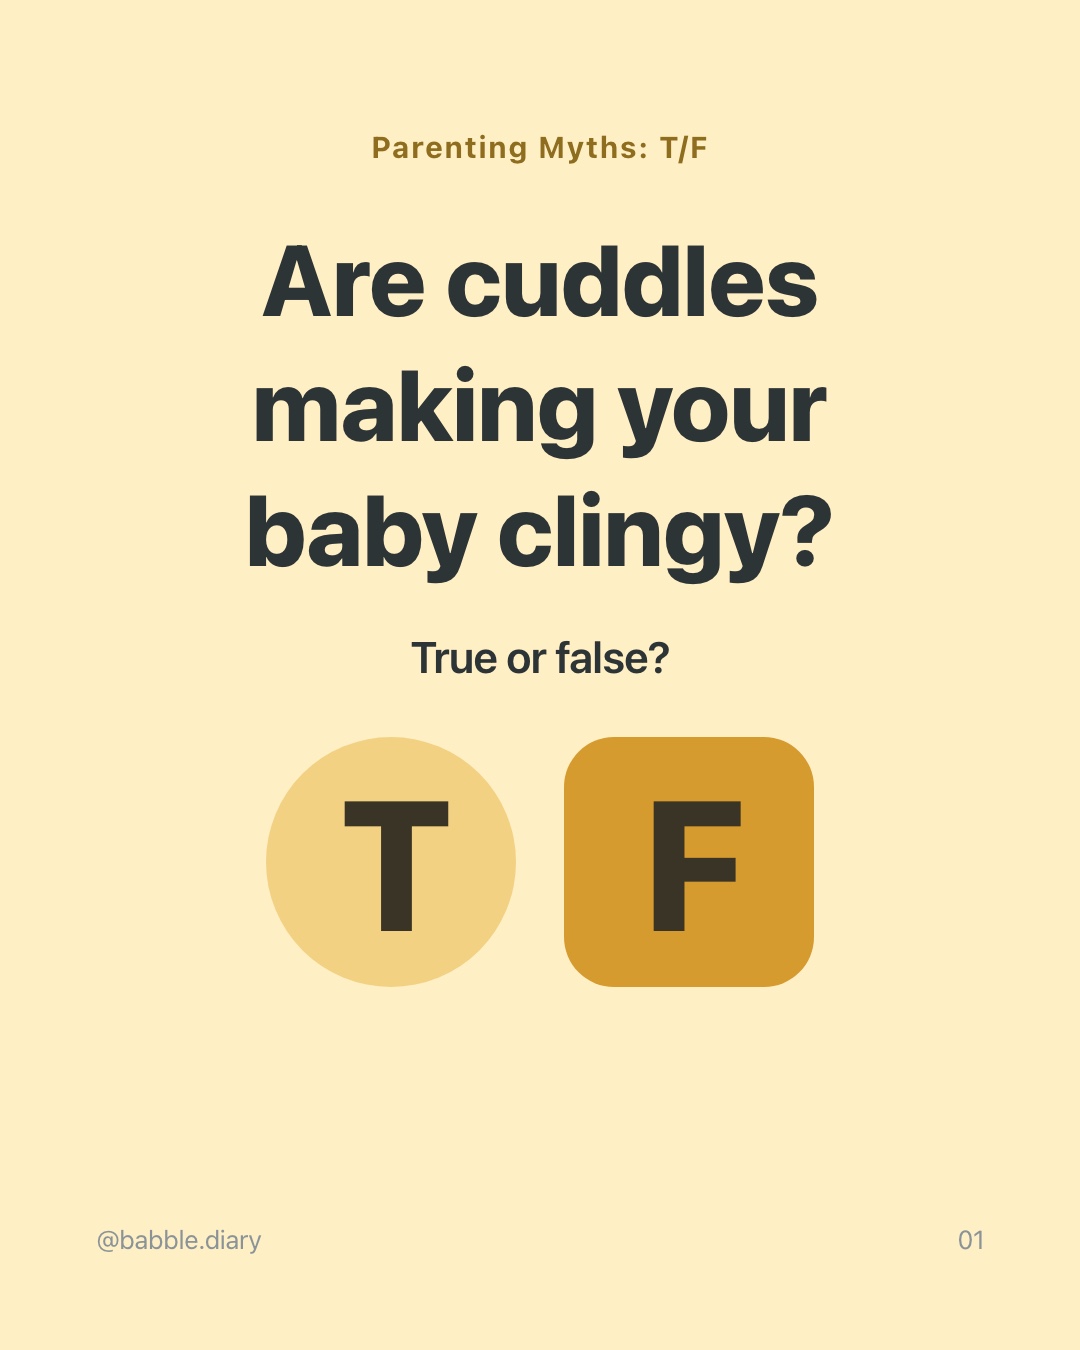 Parenting Myths: T/F
Are cuddles
making your
baby clingy?
True or false?
T F
@babble.diary 01